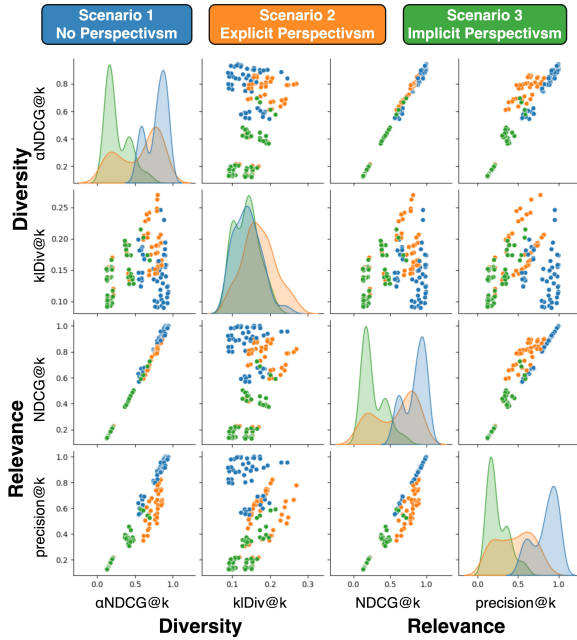 Scenario 1
No Perspectivsm
Scenario 2
Explicit Perspectivsm
Scenario 3
Implicit Perspectivsm
Diversity
αNDCG@k
0.8
0.6
0.4
0.2
klDiv@k
0.25
0.20
0.15
0.10
Relevance
NDCG@k
1.0
0.8
0.6
0.4
0.2
precision@k
1.0
0.8
0.6
0.4
0.2
0.0 0.5 1.0
0.1 0.2 0.3
0.0 0.5 1.0
0.0 0.5 1.0
αNDCG@k klDiv@k NDCG@k precision@k
Diversity Relevance